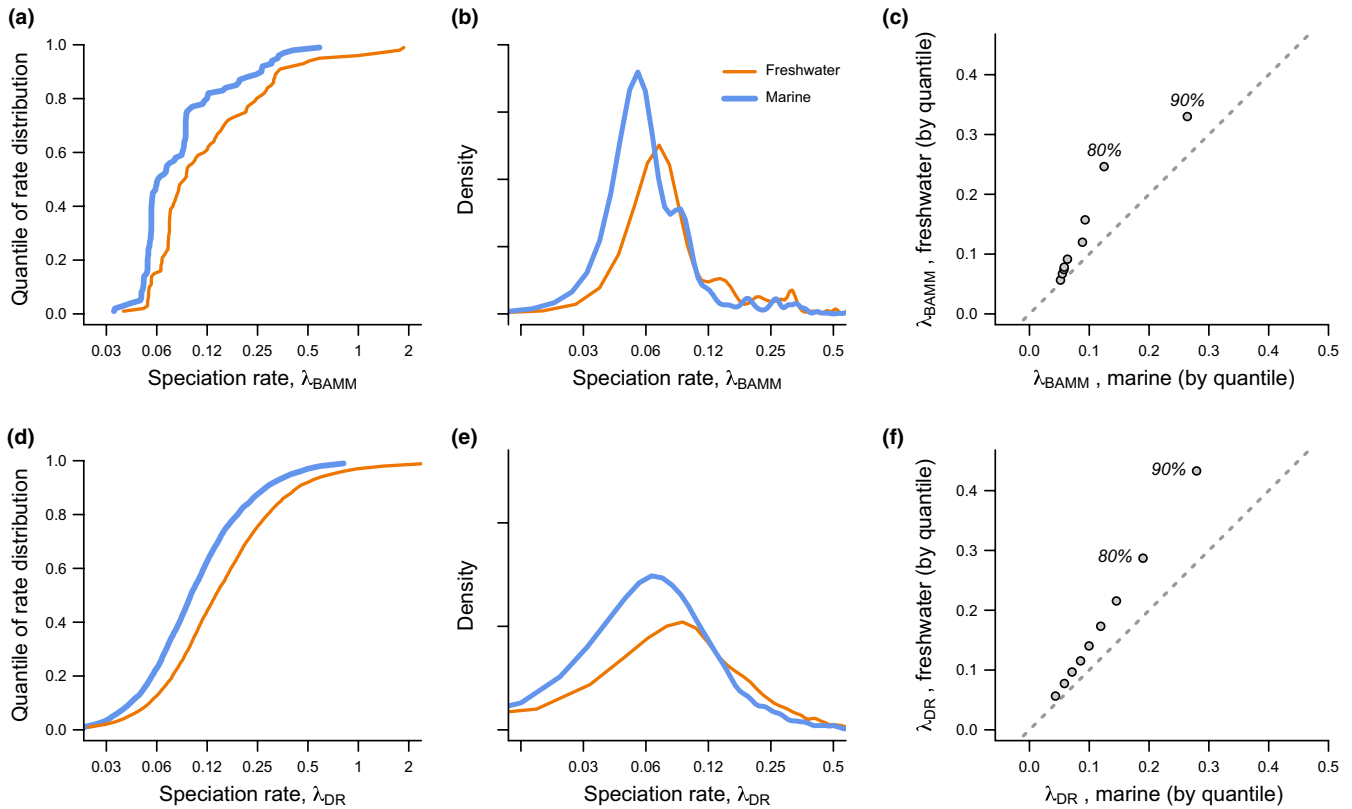 (a)
Quantile of rate distribution
1.0
0.8
0.6
0.4
0.2
0.0
0.03 0.06 0.12 0.25 0.5 1 2
Speciation rate, λBAMM
(b)
Density
Freshwater
Marine
0.03 0.06 0.12 0.25 0.5
Speciation rate, λBAMM
(c)
λBAMM , freshwater (by quantile)
0.4
0.3
0.2
0.1
0.0
90%
80%
0.0 0.1 0.2 0.3 0.4 0.5
λBAMM , marine (by quantile)
(d)
Quantile of rate distribution
1.0
0.8
0.6
0.4
0.2
0.0
0.03 0.06 0.12 0.25 0.5 1 2
Speciation rate, λDR
(e)
Density
0.03 0.06 0.12 0.25 0.5
Speciation rate, λDR
(f)
λDR , freshwater (by quantile)
0.4
0.3
0.2
0.1
0.0
90%
80%
0.0 0.1 0.2 0.3 0.4 0.5
λDR , marine (by quantile)